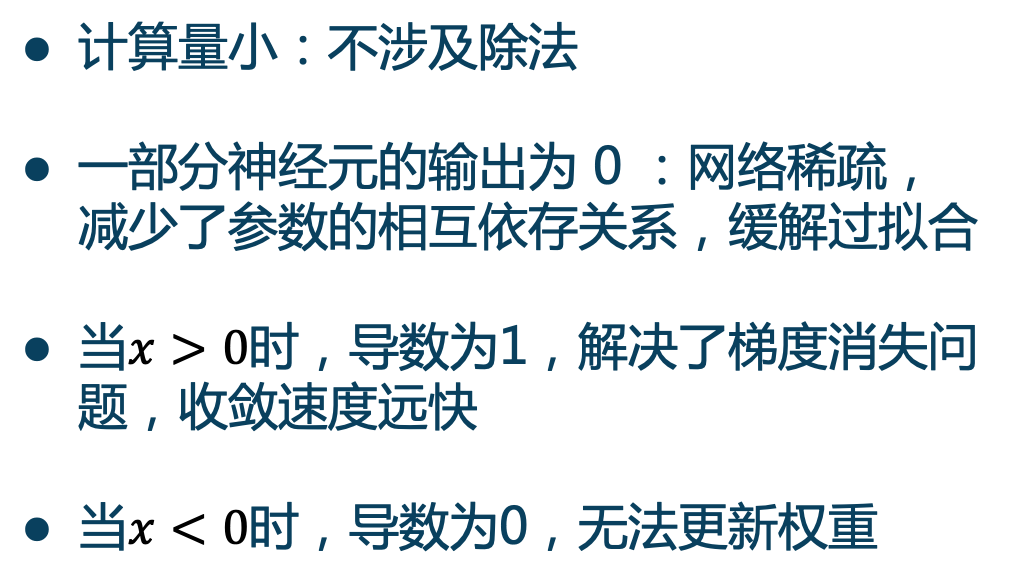 ● 计算量小：不涉及除法
● 一部分神经元的输出为 0 ：网络稀疏，
减少了参数的相互依存关系，缓解过拟合
● 当x > 0时，导数为1，解决了梯度消失问
题，收敛速度远快
● 当x < 0时，导数为0，无法更新权重